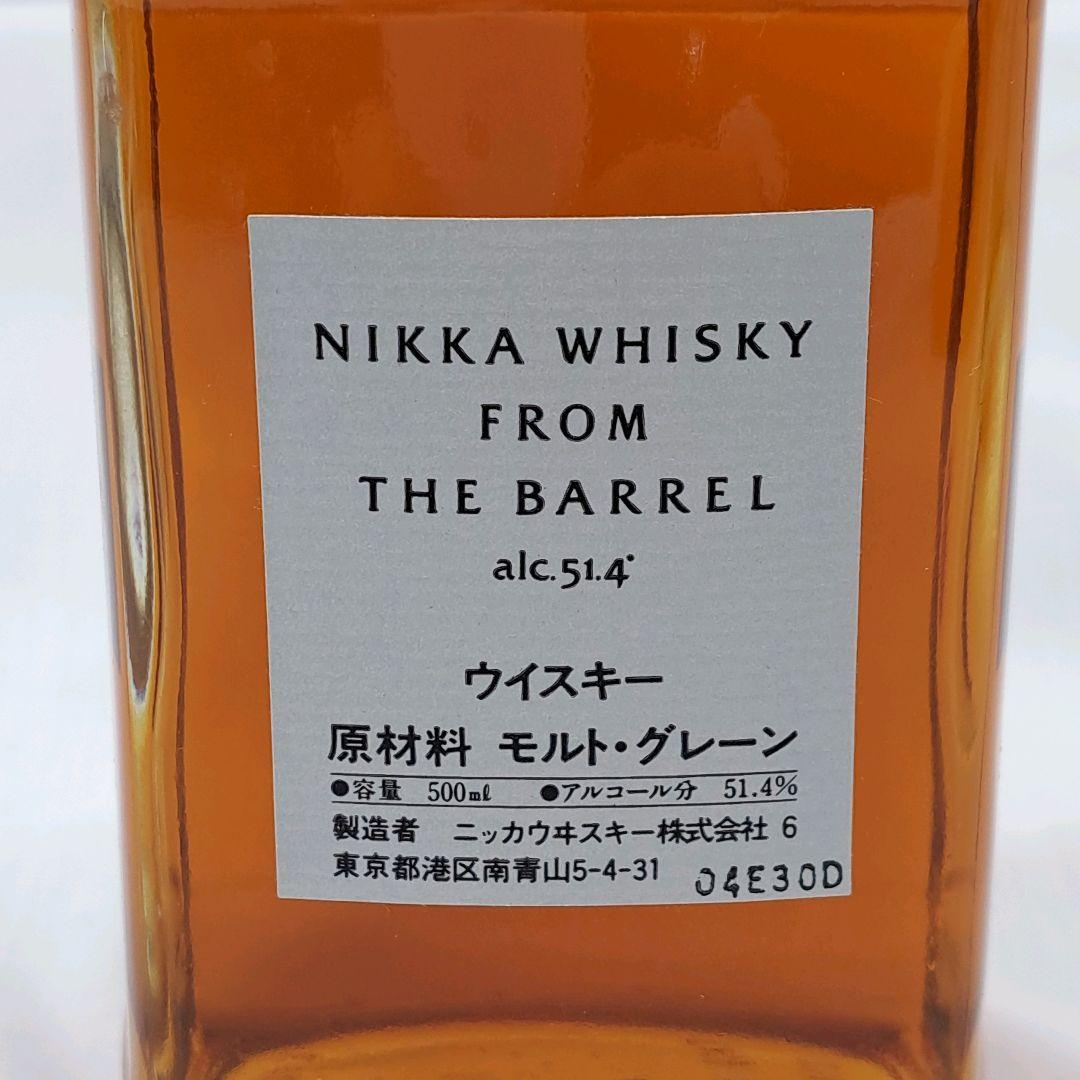 NIKKA WHISKY
FROM
THE BARREL
alc.51.4°
ウイスキー
原材料 モルト・グレーン
●容量 500㎖ ●アルコール分 51.4%
製造者 ニッカウヰスキー株式会社 6
東京都港区南青山5-4-31 04E30D